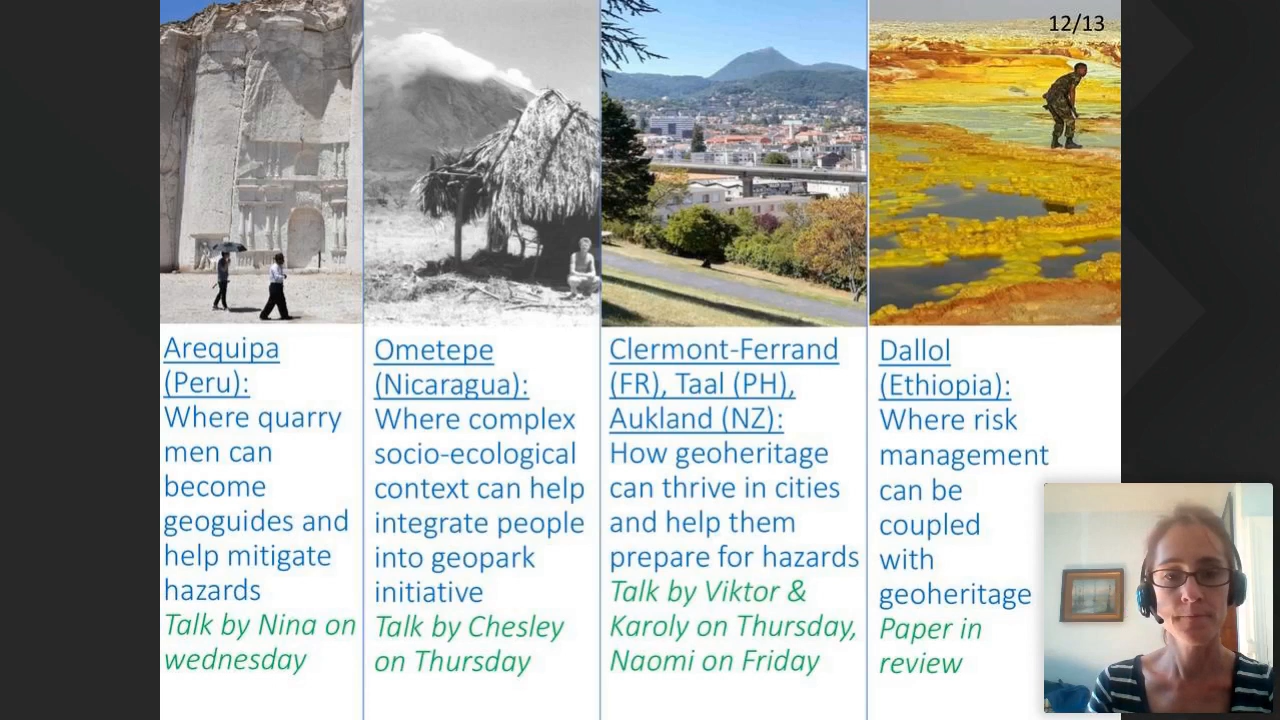 12/13
Arequipa
(Peru):
Where quarry
men can
become
geoguides and
help mitigate
hazards
Talk by Nina on
wednesday
Ometepe
(Nicaragua):
Where complex
socio-ecological
context can help
integrate people
into geopark
initiative
Talk by Chesley
on Thursday
Clermont-Ferrand
(FR), Taal (PH),
Aukland (NZ):
How geoheritage
can thrive in cities
and help them
prepare for hazards
Talk by Viktor &
Karoly on Thursday,
Naomi on Friday
Dallol
(Ethiopia):
Where risk
management
can be
coupled
with
geoheritage
Paper in
review